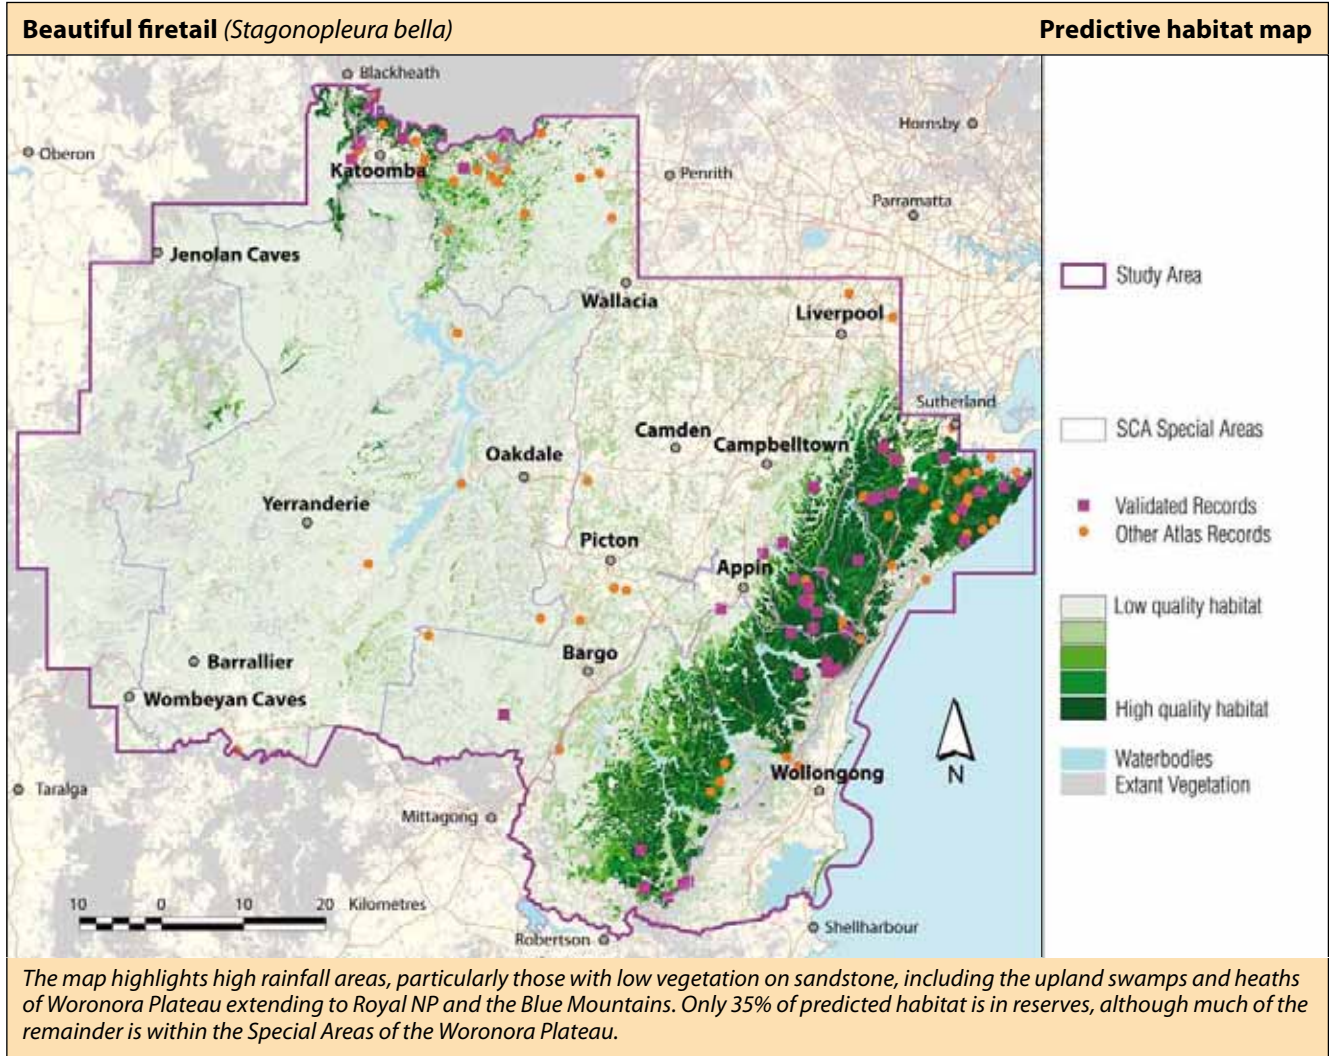 Beautiful firetail (Stagonopleura bella) Predictive habitat map
Blackheath
Hornsby
Oberon
Katoomba
Penrith
Parramatta
Jenolan Caves
Wallacia
Liverpool
Sutherland
Camden
Campbelltown
Oakdale
Yerranderie
Picton
Appin
Bargo
Barrallier
Wombeyan Caves
Wollongong
Taralga
Mittagong
N
10 0 10 20 Kilometres
Robertson
Shellharbour
Study Area
SCA Special Areas
Validated Records
Other Atlas Records
Low quality habitat
High quality habitat
Waterbodies
Extant Vegetation
The map highlights high rainfall areas, particularly those with low vegetation on sandstone, including the upland swamps and heaths
of Woronora Plateau extending to Royal NP and the Blue Mountains. Only 35% of predicted habitat is in reserves, although much of the
remainder is within the Special Areas of the Woronora Plateau.